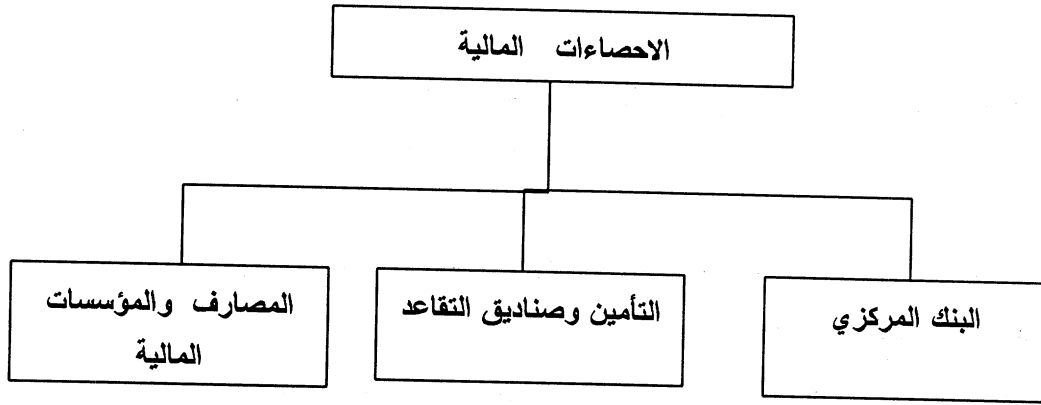 الاحصاءات المالية
البنك المركزي
التأمين وصناديق التقاعد
المصارف والمؤسسات
المالية